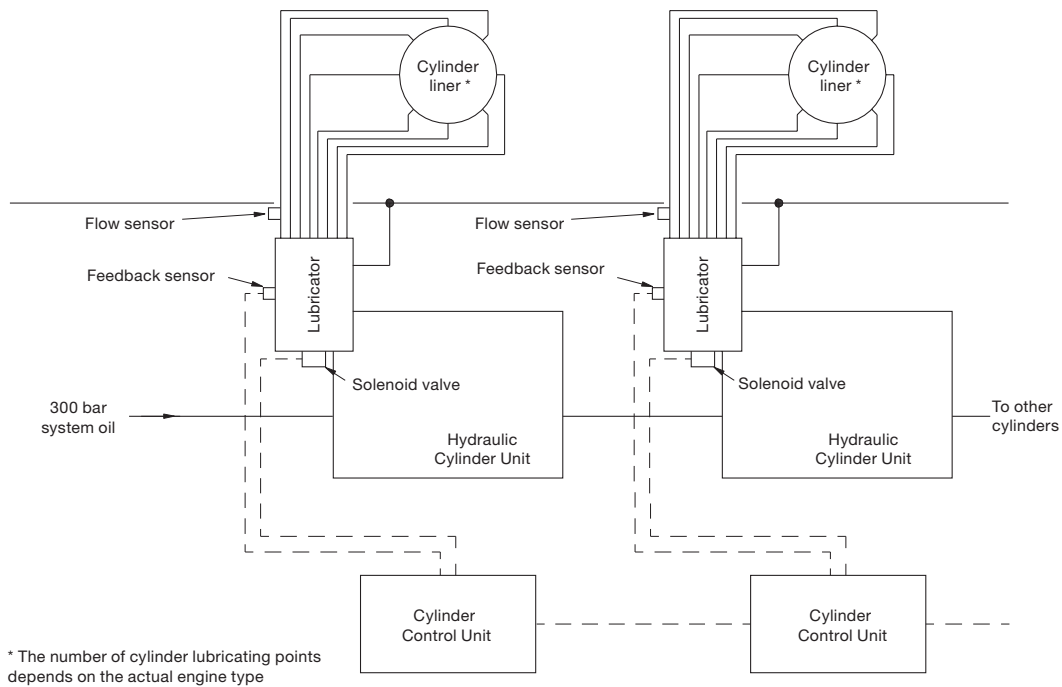 Cylinder
liner *
Cylinder
liner *
Flow sensor
Flow sensor
Feedback sensor
Lubricator
Feedback sensor
Lubricator
Solenoid valve
Solenoid valve
300 bar
system oil
To other
cylinders
Hydraulic
Cylinder Unit
Hydraulic
Cylinder Unit
Cylinder
Control Unit
Cylinder
Control Unit
* The number of cylinder lubricating points
depends on the actual engine type